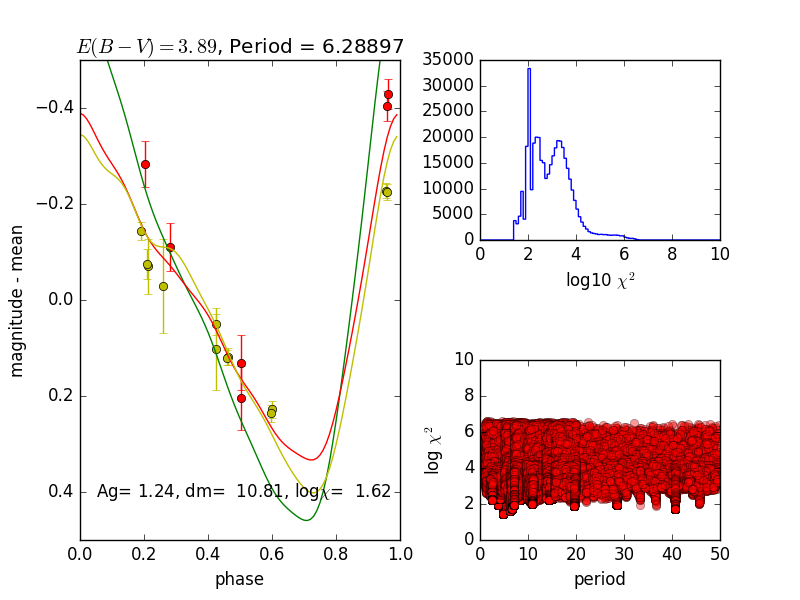 E(B − V) = 3.89, Period = 6.28897
−0.4
−0.2
0.0
0.2
0.4
magnitude - mean
Ag= 1.24, dm= 10.81, logχ= 1.62
0.0 0.2 0.4 0.6 0.8 1.0
phase
35000
30000
25000
20000
15000
10000
5000
0
0 2 4 6 8 10
log10 χ²
10
8
6
4
2
0
log χ²
0 10 20 30 40 50
period